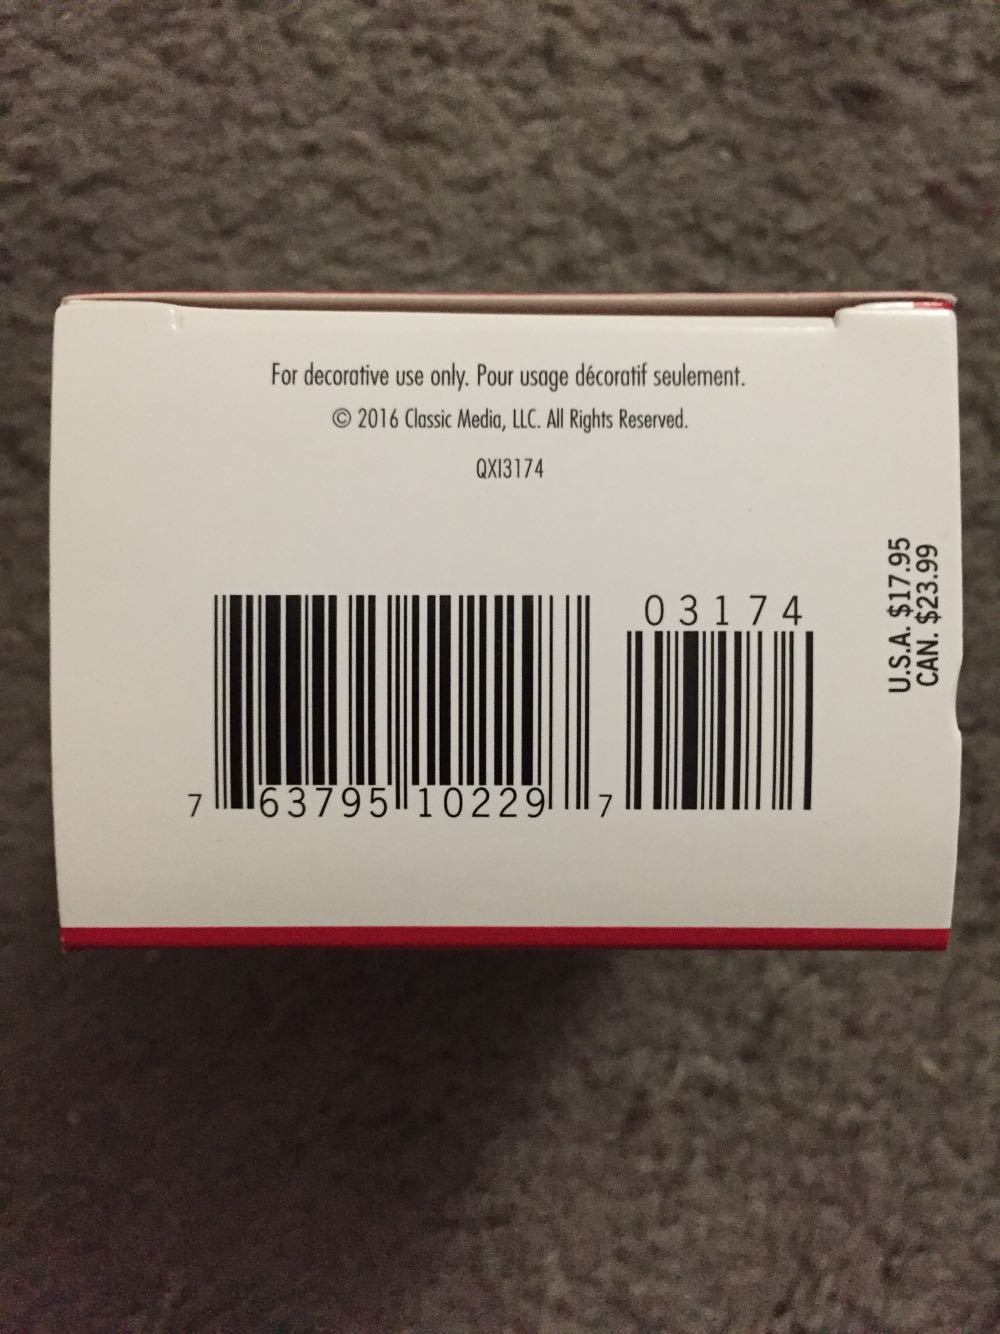 For decorative use only. Pour usage décoratif seulement.
© 2016 Classic Media, LLC. All Rights Reserved.
QXI3174
U.S.A. $17.95
CAN. $23.99
03174
7 63795 10229 7